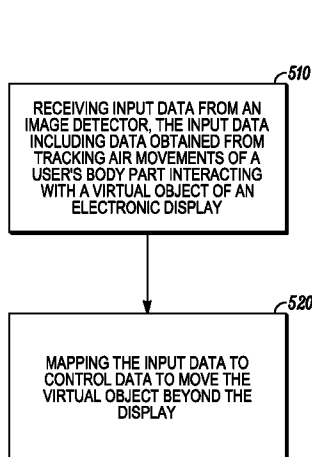 510
RECEIVING INPUT DATA FROM AN
IMAGE DETECTOR, THE INPUT DATA
INCLUDING DATA OBTAINED FROM
TRACKING AIR MOVEMENTS OF A
USER'S BODY PART INTERACTING
WITH A VIRTUAL OBJECT OF AN
ELECTRONIC DISPLAY
520
MAPPING THE INPUT DATA TO
CONTROL DATA TO MOVE THE
VIRTUAL OBJECT BEYOND THE
DISPLAY